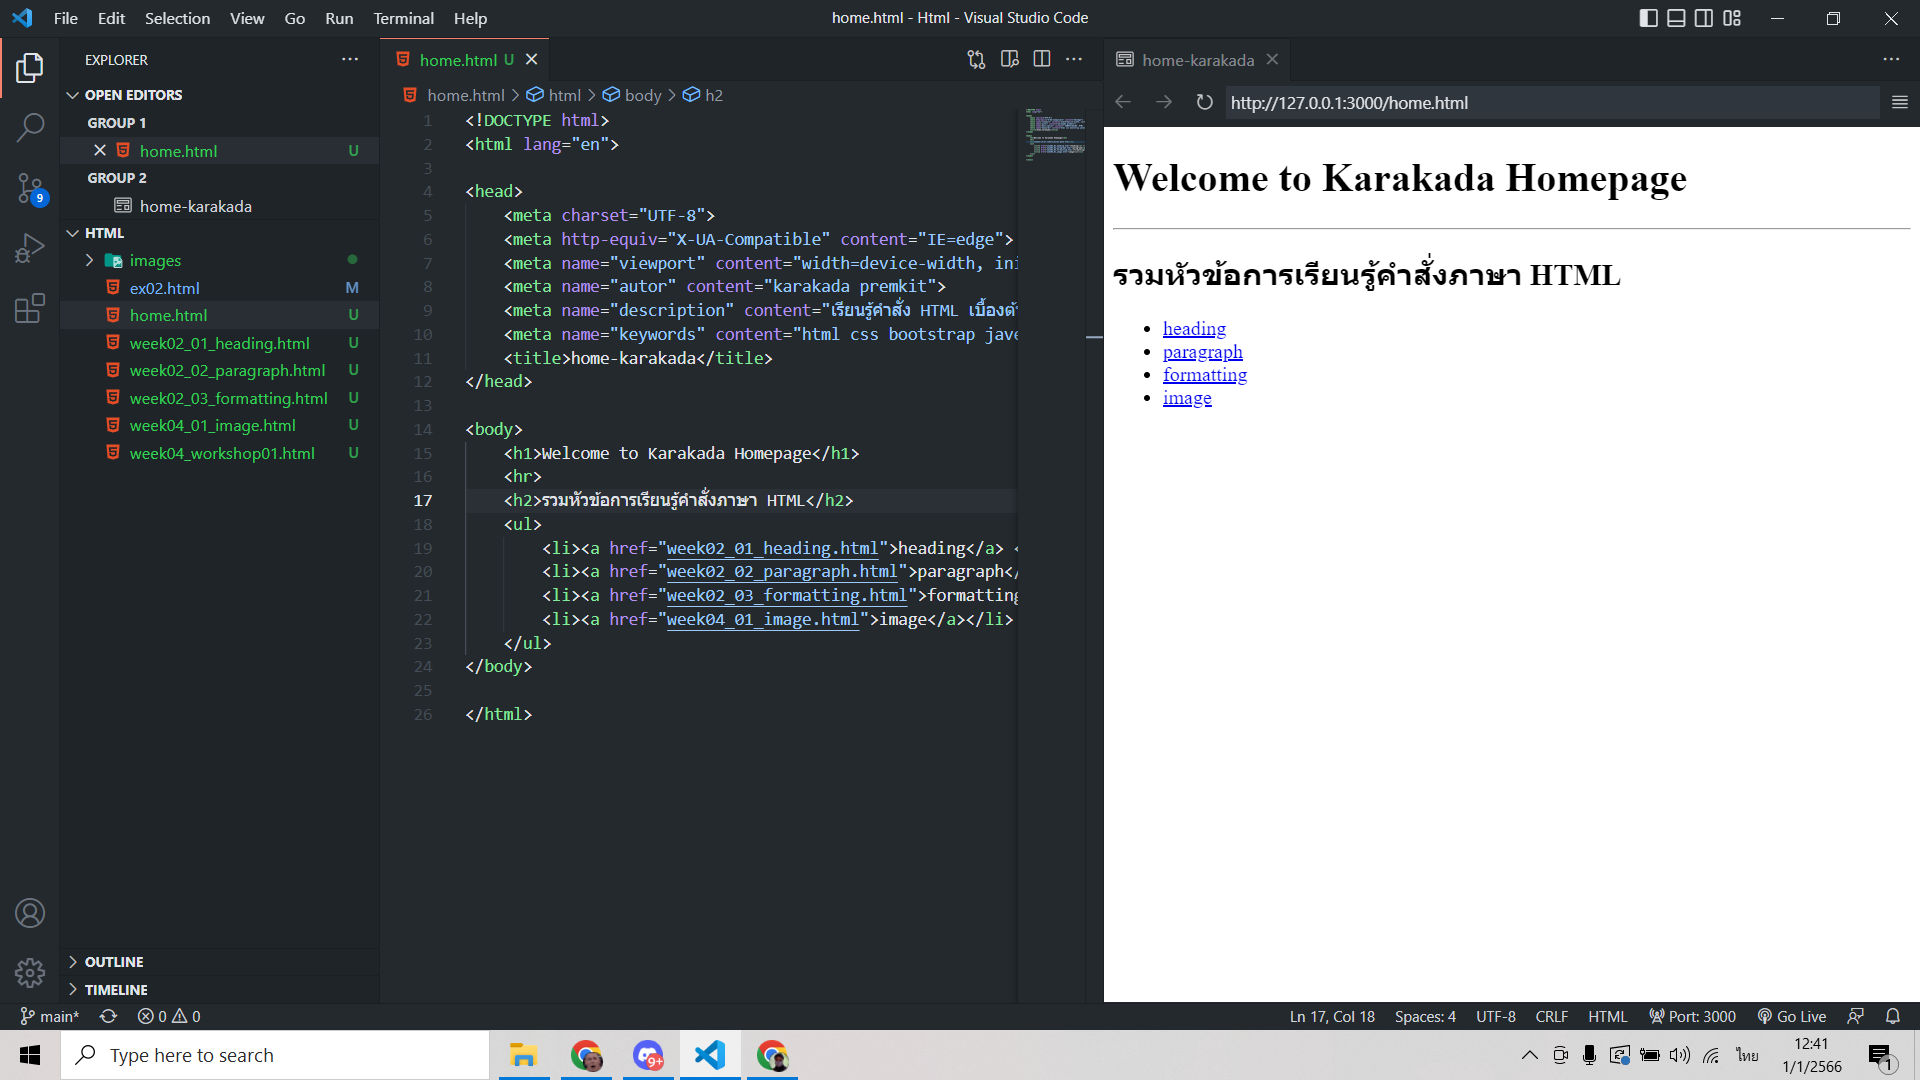 File Edit Selection View Go Run Terminal Help
home.html - Html - Visual Studio Code
EXPLORER
OPEN EDITORS
GROUP 1
home.html U
GROUP 2
home-karakada
HTML
images
ex02.html M
home.html U
week02_01_heading.html U
week02_02_paragraph.html U
week02_03_formatting.html U
week04_01_image.html U
week04_workshop01.html U
OUTLINE
TIMELINE
9
home.html U
home.html > html > body > h2
1 <!DOCTYPE html>
2 <html lang="en">
3
4 <head>
5 <meta charset="UTF-8">
6 <meta http-equiv="X-UA-Compatible" content="IE=edge">
7 <meta name="viewport" content="width=device-width, ini
8 <meta name="autor" content="karakada premkit">
9 <meta name="description" content="เรียนรู้คำสั่ง HTML เบื้องต้
10 <meta name="keywords" content="html css bootstrap jave
11 <title>home-karakada</title>
12 </head>
13
14 <body>
15 <h1>Welcome to Karakada Homepage</h1>
16 <hr>
17 <h2>รวมหัวข้อการเรียนรู้คำสั่งภาษา HTML</h2>
18 <ul>
19 <li><a href="week02_01_heading.html">heading</a> <
20 <li><a href="week02_02_paragraph.html">paragraph</
21 <li><a href="week02_03_formatting.html">formatting
22 <li><a href="week04_01_image.html">image</a></li>
23 </ul>
24 </body>
25
26 </html>
home-karakada
http://127.0.0.1:3000/home.html
Welcome to Karakada Homepage
รวมหัวข้อการเรียนรู้คำสั่งภาษา HTML
heading
paragraph
formatting
image
main* 0 0
Ln 17, Col 18 Spaces: 4 UTF-8 CRLF HTML Port: 3000 Go Live
Type here to search
9+
ไทย
12:41
1/1/2566
1